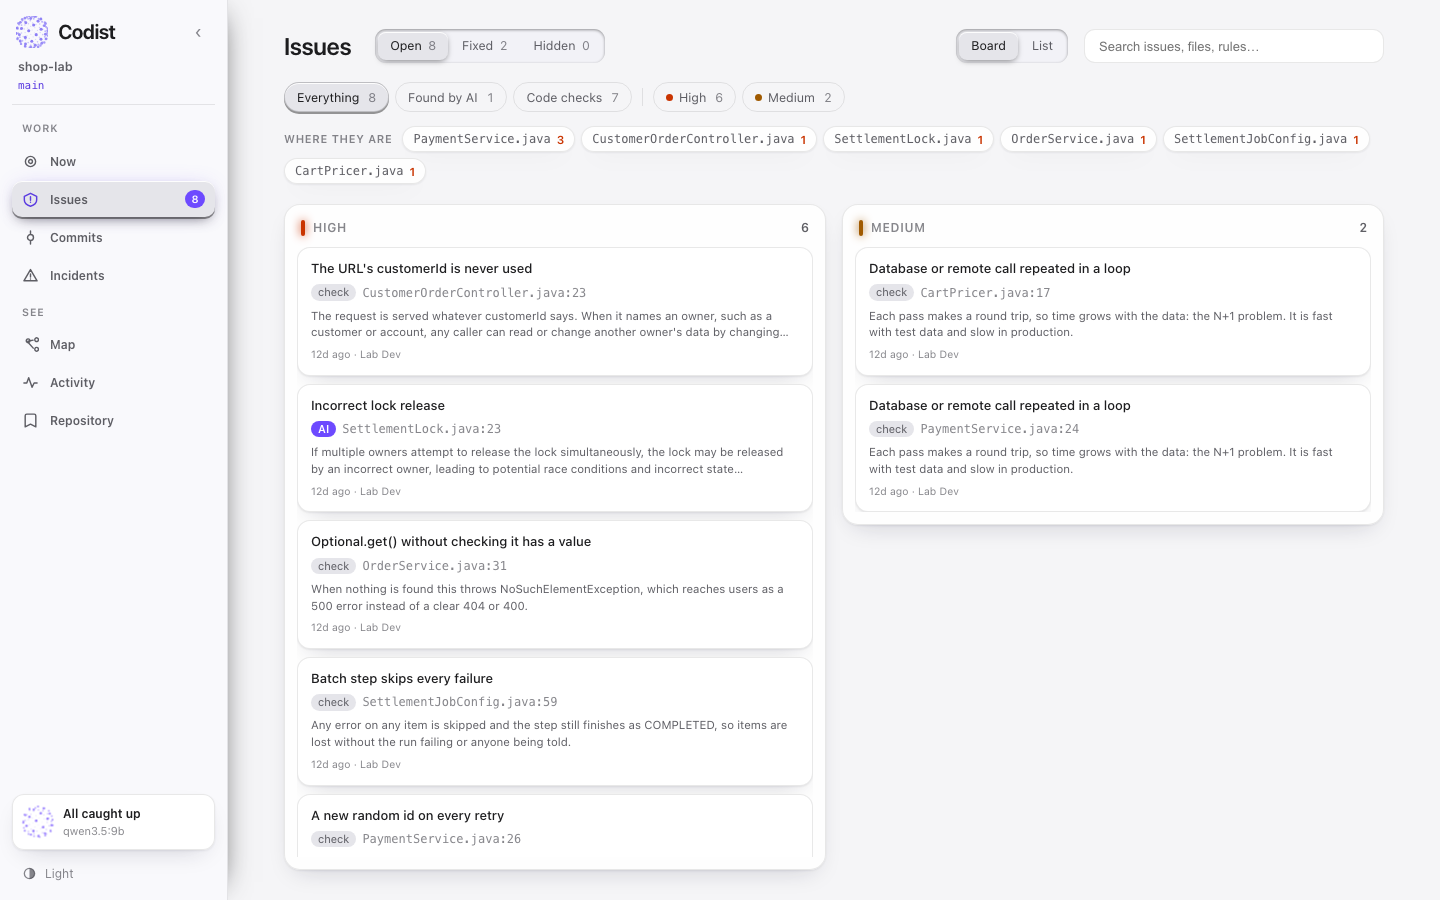 Codist
shop-lab
main
WORK
Now
Issues 8
Commits
Incidents
SEE
Map
Activity
Repository
All caught up
qwen3.5:9b
Light
Issues
Open 8 Fixed 2 Hidden 0
Board List
Search issues, files, rules...
Everything 8 Found by AI 1 Code checks 7 High 6 Medium 2
WHERE THEY ARE PaymentService.java 3 CustomerOrderController.java 1 SettlementLock.java 1 OrderService.java 1 SettlementJobConfig.java 1
CartPricer.java 1
HIGH 6
The URL's customerId is never used
check CustomerOrderController.java:23
The request is served whatever customerId says. When it names an owner, such as a
customer or account, any caller can read or change another owner's data by changing...
12d ago · Lab Dev
Incorrect lock release
AI SettlementLock.java:23
If multiple owners attempt to release the lock simultaneously, the lock may be released
by an incorrect owner, leading to potential race conditions and incorrect state...
12d ago · Lab Dev
Optional.get() without checking it has a value
check OrderService.java:31
When nothing is found this throws NoSuchElementException, which reaches users as a
500 error instead of a clear 404 or 400.
12d ago · Lab Dev
Batch step skips every failure
check SettlementJobConfig.java:59
Any error on any item is skipped and the step still finishes as COMPLETED, so items are
lost without the run failing or anyone being told.
12d ago · Lab Dev
A new random id on every retry
check PaymentService.java:26
MEDIUM 2
Database or remote call repeated in a loop
check CartPricer.java:17
Each pass makes a round trip, so time grows with the data: the N+1 problem. It is fast
with test data and slow in production.
12d ago · Lab Dev
Database or remote call repeated in a loop
check PaymentService.java:24
Each pass makes a round trip, so time grows with the data: the N+1 problem. It is fast
with test data and slow in production.
12d ago · Lab Dev